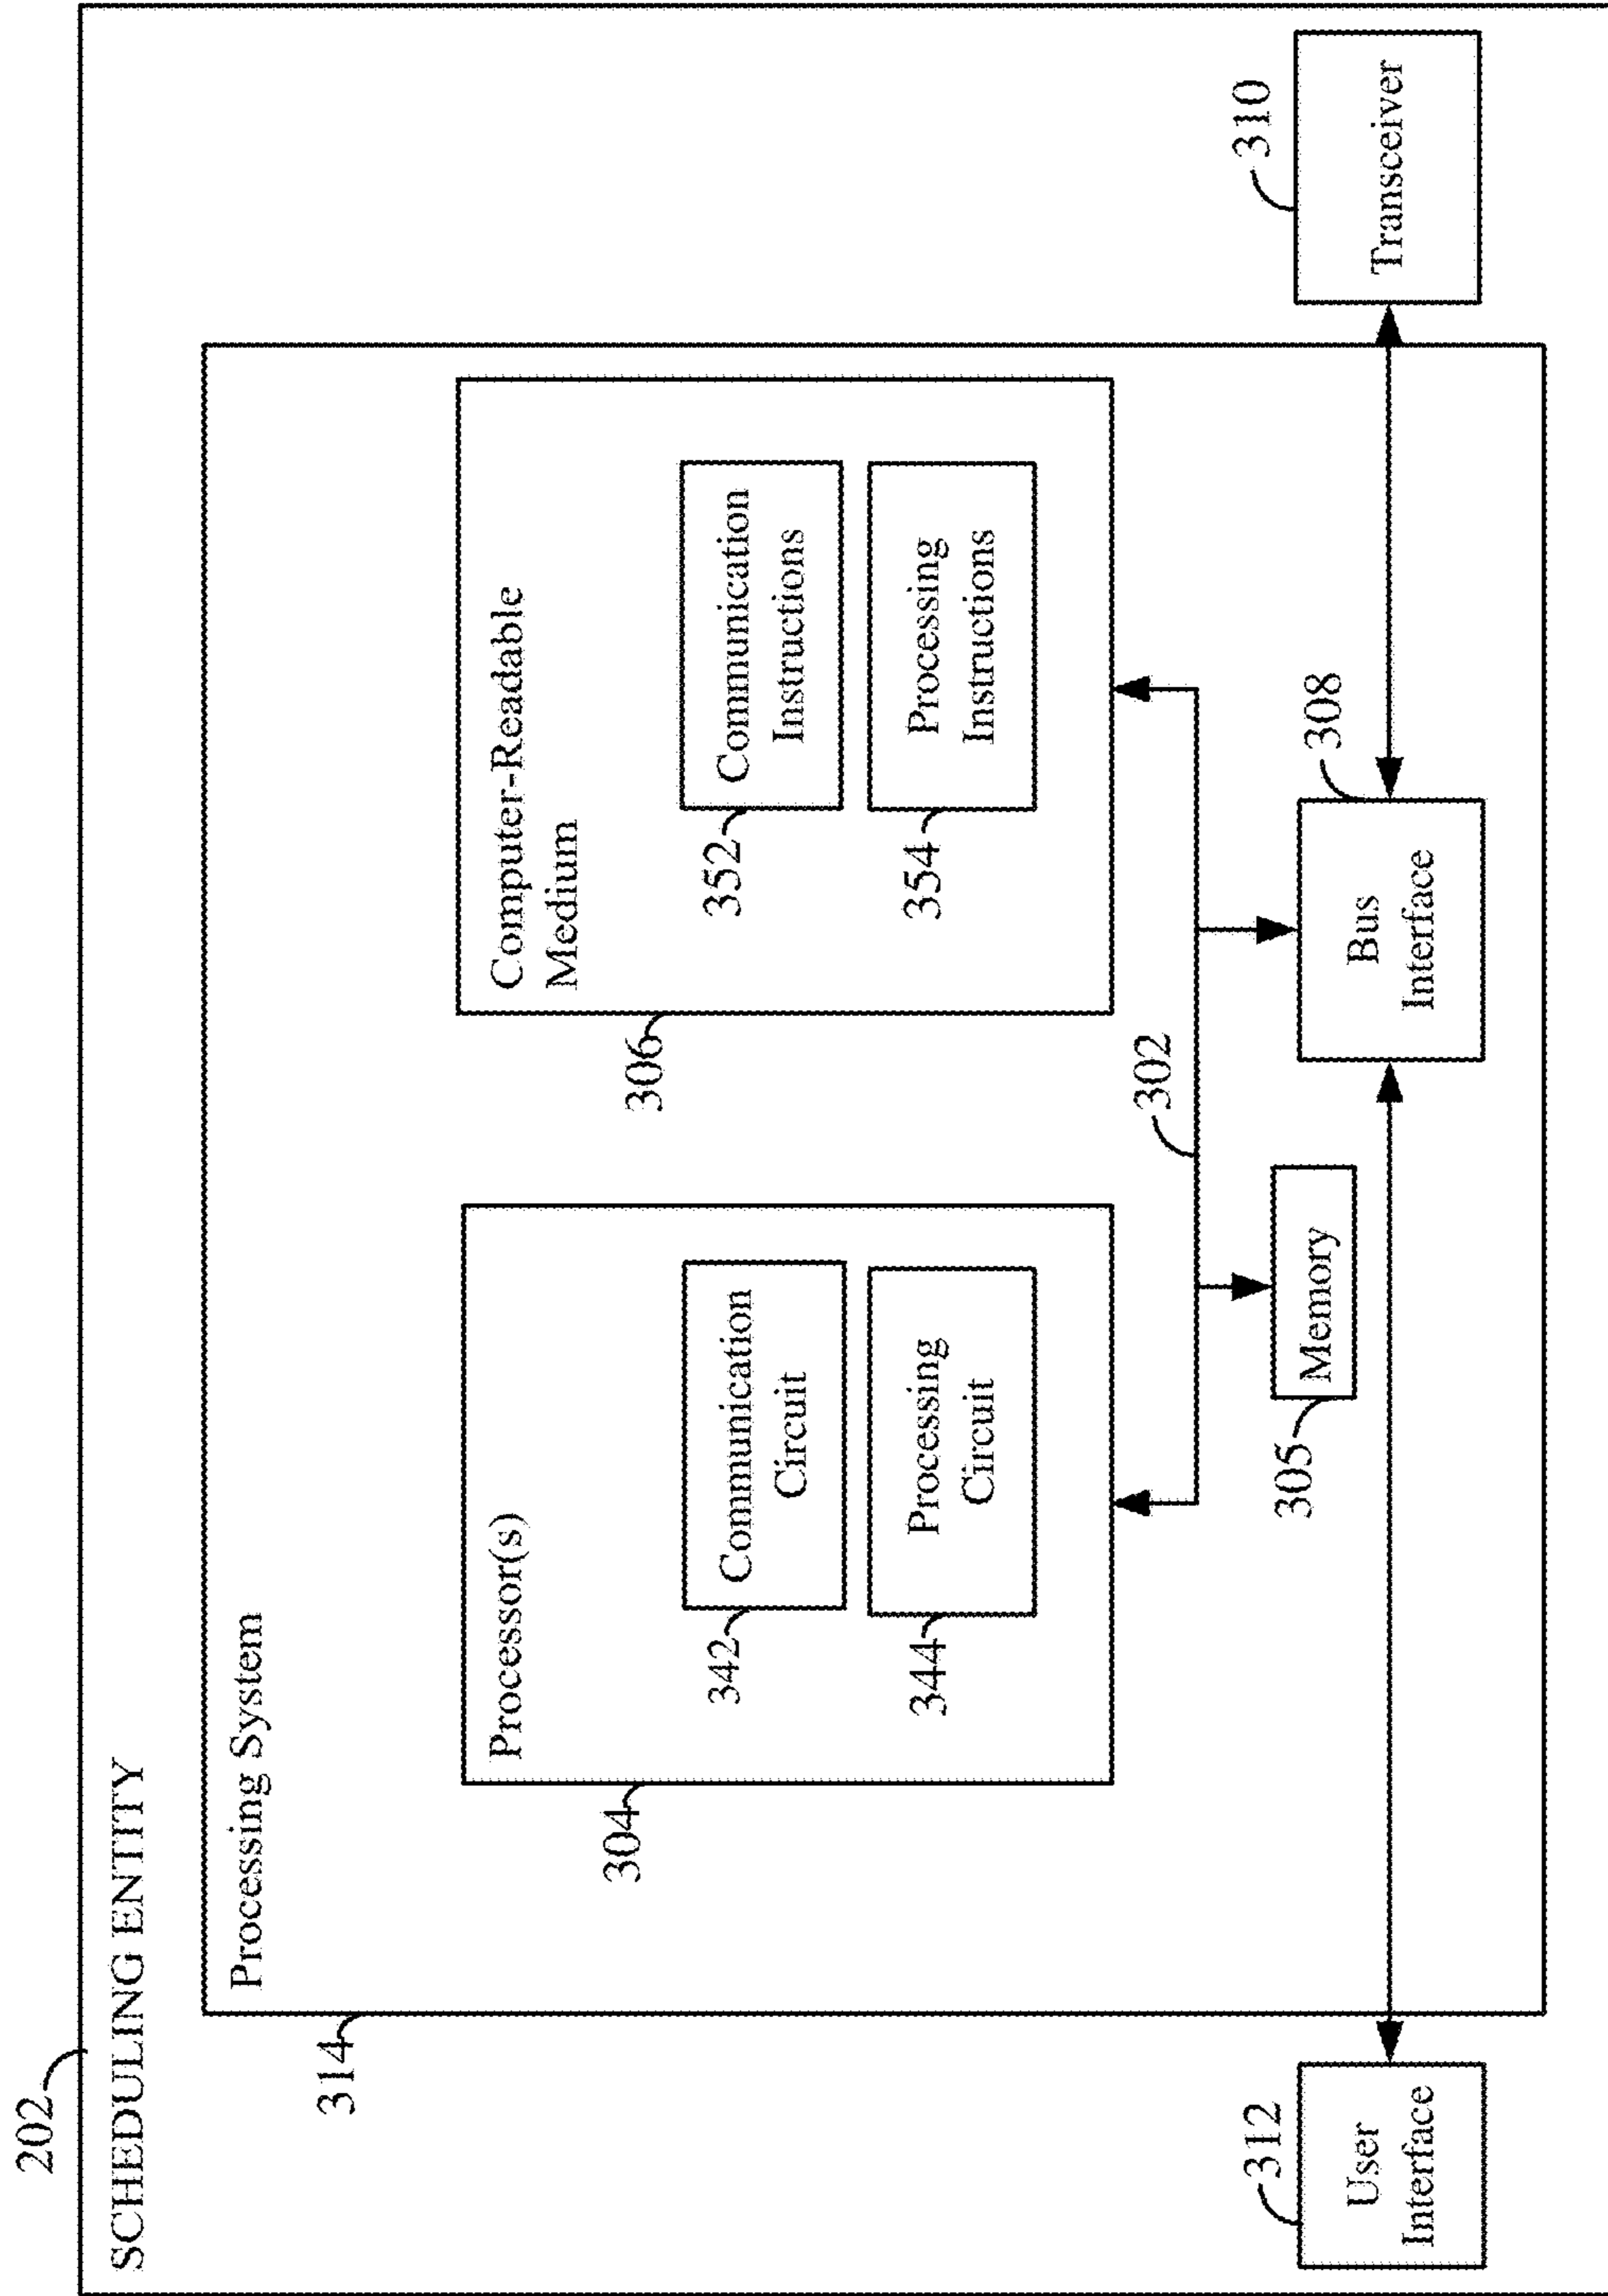 202
SCHEDULING ENTITY
314
Processing System
304
Processor(s)
342
Communication
Circuit
344
Processing
Circuit
306
Computer-Readable
Medium
352
Communication
Instructions
354
Processing
Instructions
302
305
Memory
308
Bus
Interface
312
User
Interface
310
Transceiver